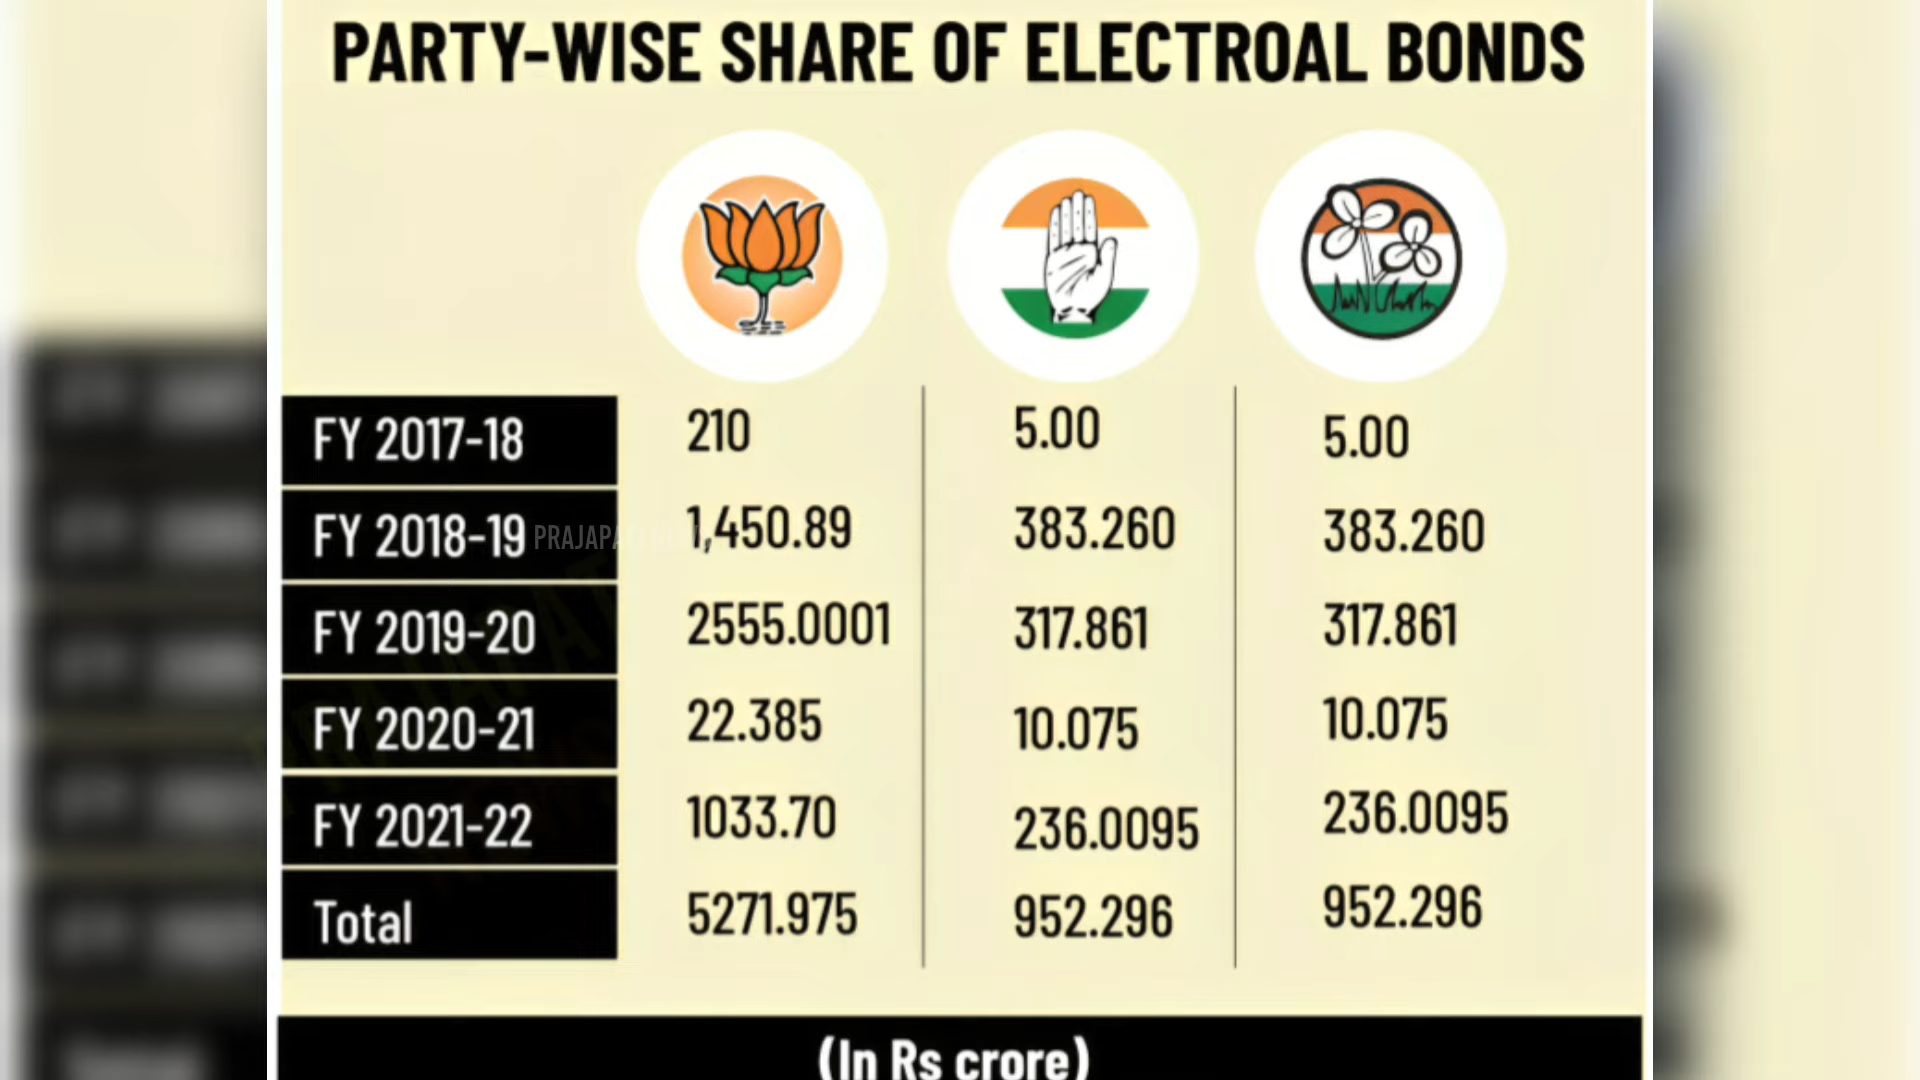 PARTY-WISE SHARE OF ELECTROAL BONDS
FY 2017-18 210 5.00 5.00
FY 2018-19 1,450.89 383.260 383.260
FY 2019-20 2555.0001 317.861 317.861
FY 2020-21 22.385 10.075 10.075
FY 2021-22 1033.70 236.0095 236.0095
Total 5271.975 952.296 952.296
(In Rs crore)